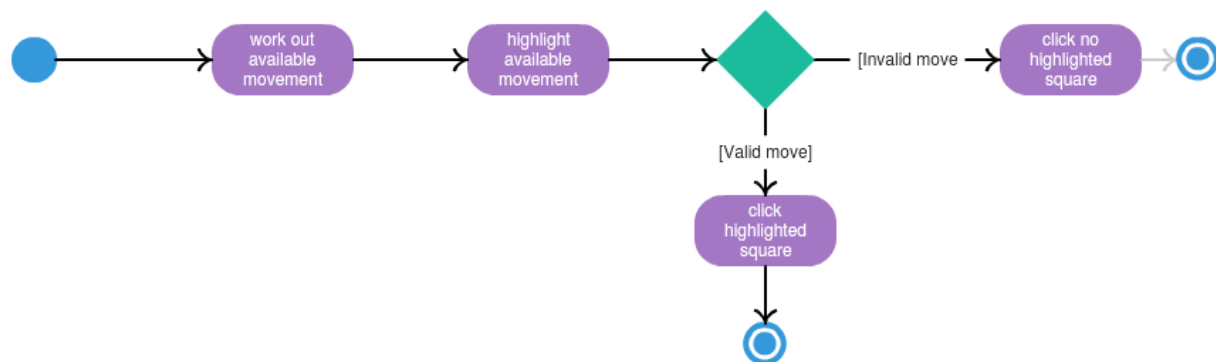 work out
available
movement
highlight
available
movement
[Invalid move
click no
highlighted
square
[Valid move]
click
highlighted
square